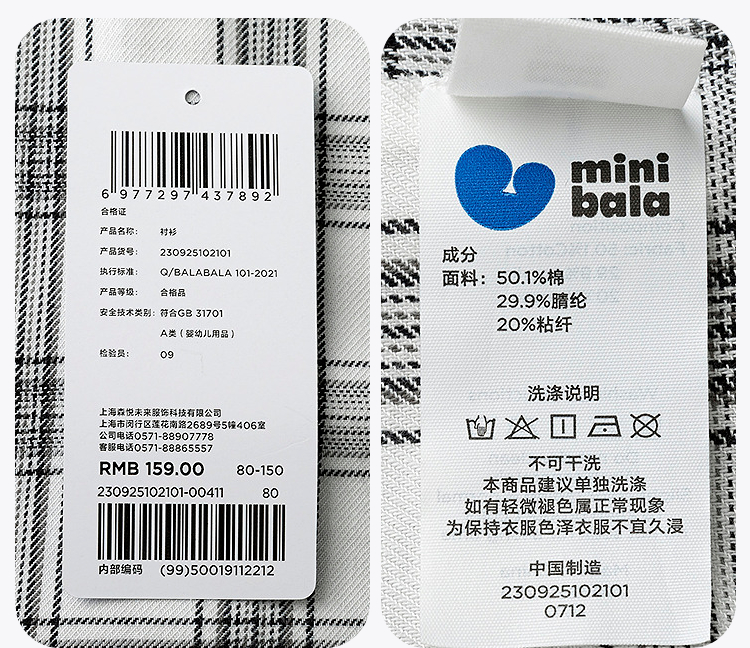 6 977297 437892
合格证
产品名称： 衬衫
产品货号： 230925102101
执行标准： Q/BALABALA 101-2021
产品等级： 合格品
安全技术类别：符合GB 31701
A类（婴幼儿用品）
检验员： 09
上海森悦未来服饰科技有限公司
上海市闵行区莲花南路2689号5幢406室
公司电话0571-88907778
客服电话0571-88865557
RMB 159.00 80-150
230925102101-00411 80
内部编码 (99)50019112212
mini
bala
成分
面料：50.1%棉
29.9%腈纶
20%粘纤
洗涤说明
不可干洗
本商品建议单独洗涤
如有轻微褪色属正常现象
为保持衣服色泽衣服不宜久浸
中国制造
230925102101
0712